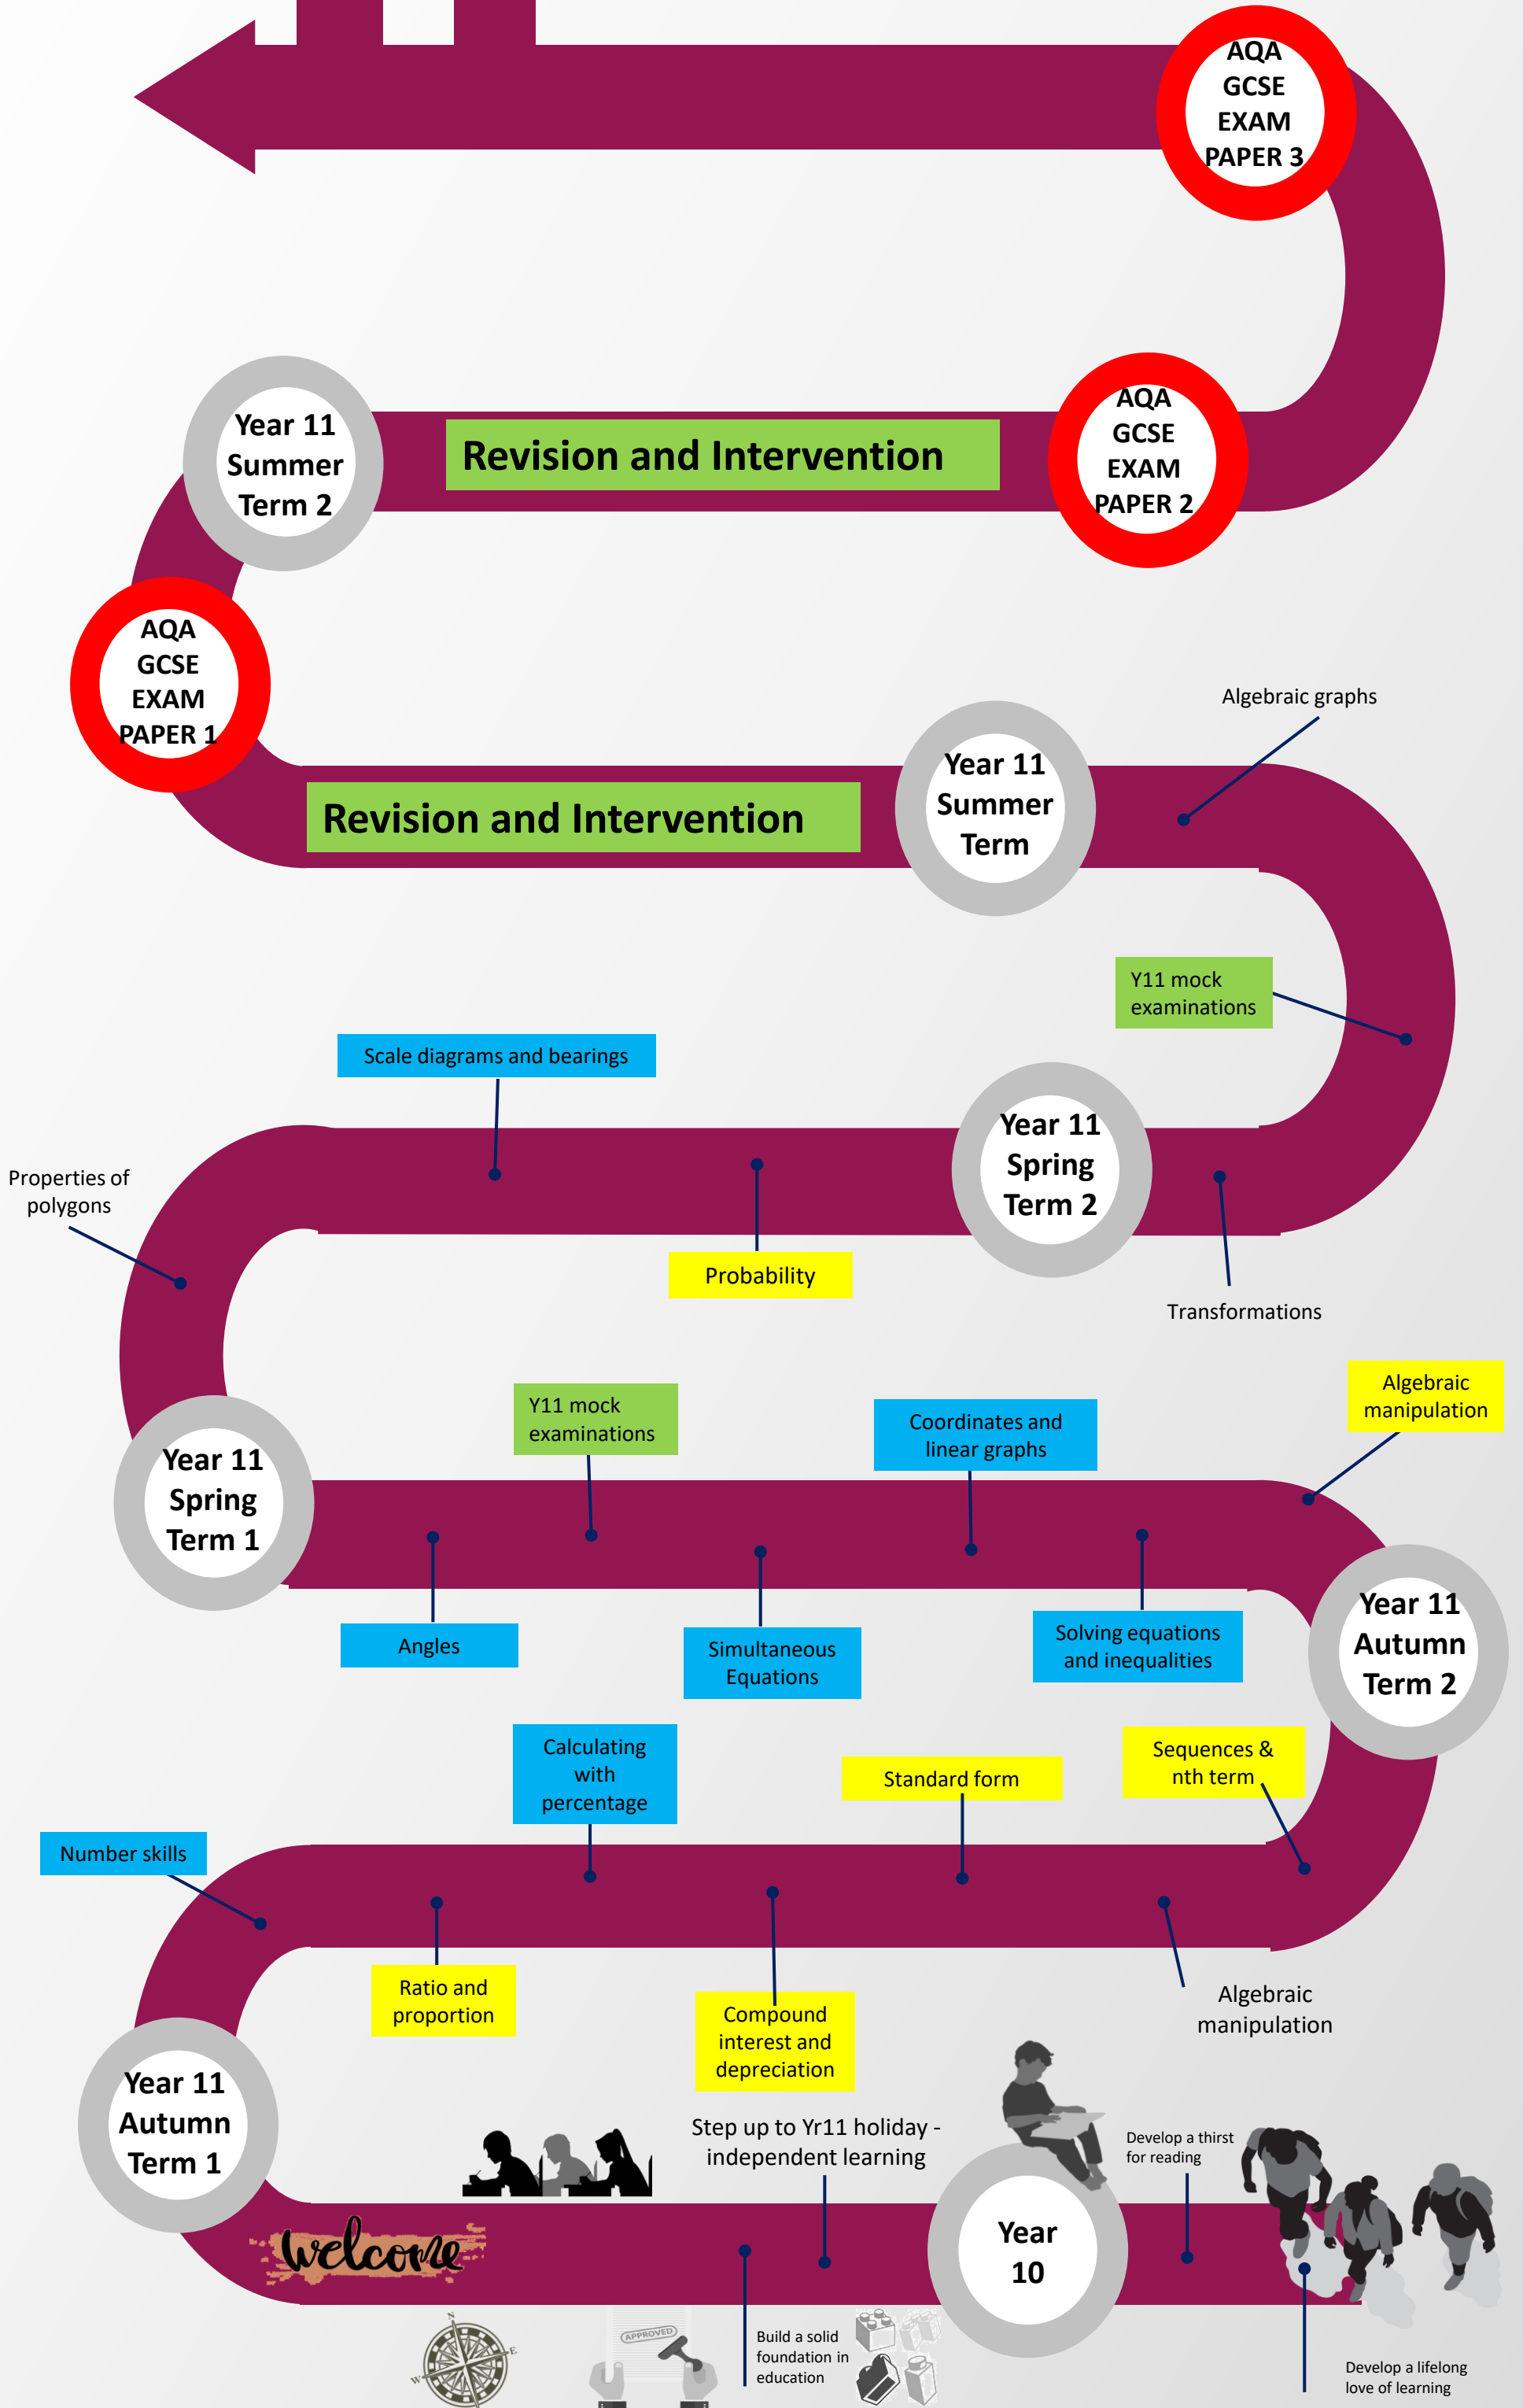 AQA
GCSE
EXAM
PAPER 3
Year 11
Summer
Term 2
Revision and Intervention
AQA
GCSE
EXAM
PAPER 2
AQA
GCSE
EXAM
PAPER 1
Algebraic graphs
Revision and Intervention
Year 11
Summer
Term
Y11 mock
examinations
Scale diagrams and bearings
Year 11
Spring
Term 2
Properties of
polygons
Probability
Transformations
Y11 mock
examinations
Coordinates and
linear graphs
Algebraic
manipulation
Year 11
Spring
Term 1
Angles
Simultaneous
Equations
Solving equations
and inequalities
Year 11
Autumn
Term 2
Number skills
Calculating
with
percentage
Standard form
Sequences &
nth term
Ratio and
proportion
Compound
interest and
depreciation
Algebraic
manipulation
Year 11
Autumn
Term 1
Step up to Yr11 holiday -
independent learning
Develop a thirst
for reading
welcome
Year
10
N
E
W
APPROVED
Build a solid
foundation in
education
Develop a lifelong
love of learning